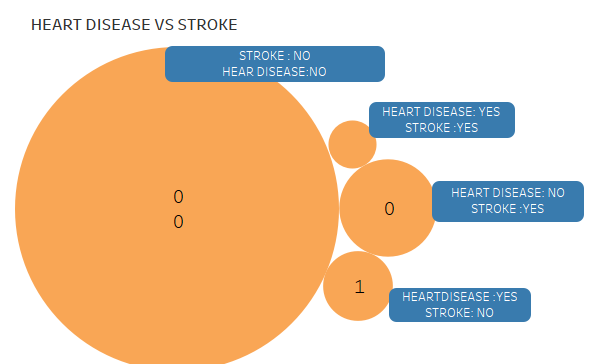 HEART DISEASE VS STROKE
STROKE : NO
HEAR DISEASE:NO
HEART DISEASE: YES
STROKE :YES
0
0
HEART DISEASE: NO
STROKE :YES
0
1
HEARTDISEASE :YES
STROKE: NO